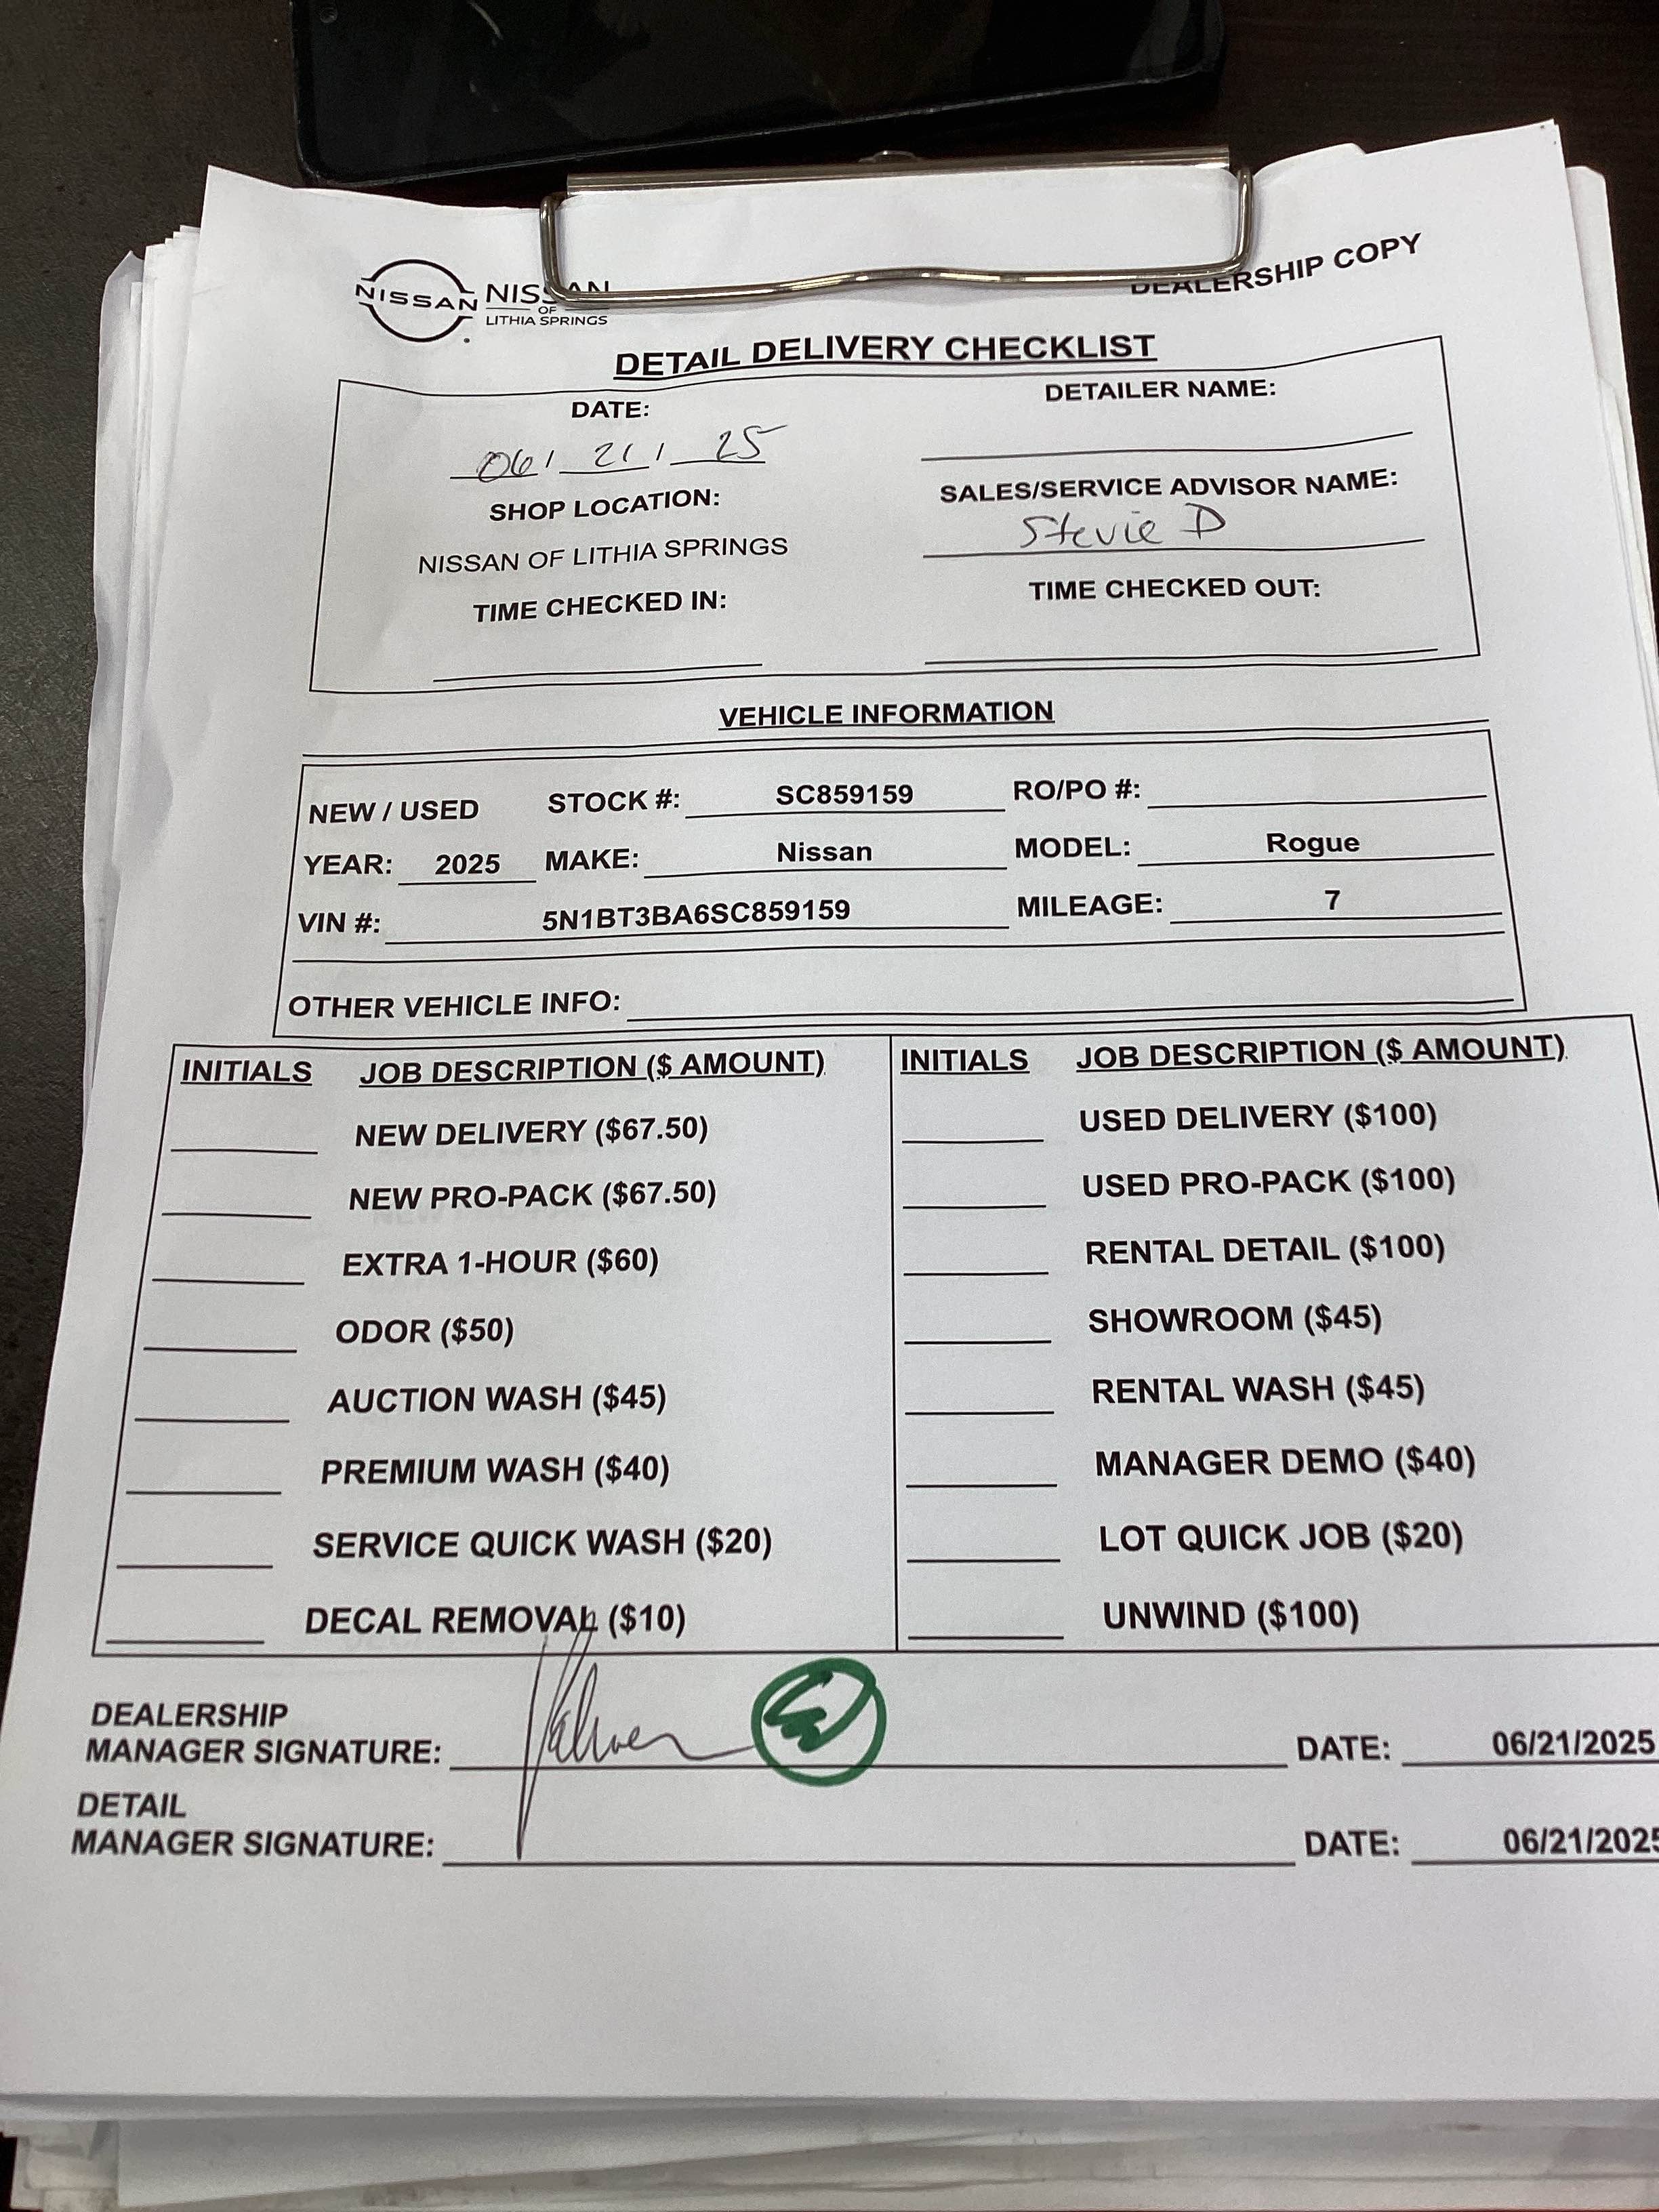 NISSAN NISSAN
OF
LITHIA SPRINGS
DEALERSHIP COPY
DETAIL DELIVERY CHECKLIST
DATE: DETAILER NAME:
06/ 21/ 25
SHOP LOCATION: SALES/SERVICE ADVISOR NAME:
NISSAN OF LITHIA SPRINGS Stevie D
TIME CHECKED IN: TIME CHECKED OUT:
VEHICLE INFORMATION
NEW / USED STOCK #: SC859159 RO/PO #:
YEAR: 2025 MAKE: Nissan MODEL: Rogue
VIN #: 5N1BT3BA6SC859159 MILEAGE: 7
OTHER VEHICLE INFO:
INITIALS JOB DESCRIPTION ($ AMOUNT) INITIALS JOB DESCRIPTION ($ AMOUNT)
NEW DELIVERY ($67.50) USED DELIVERY ($100)
NEW PRO-PACK ($67.50) USED PRO-PACK ($100)
EXTRA 1-HOUR ($60) RENTAL DETAIL ($100)
ODOR ($50) SHOWROOM ($45)
AUCTION WASH ($45) RENTAL WASH ($45)
PREMIUM WASH ($40) MANAGER DEMO ($40)
SERVICE QUICK WASH ($20) LOT QUICK JOB ($20)
DECAL REMOVAL ($10) UNWIND ($100)
DEALERSHIP
MANAGER SIGNATURE: DATE: 06/21/2025
DETAIL
MANAGER SIGNATURE: DATE: 06/21/2025